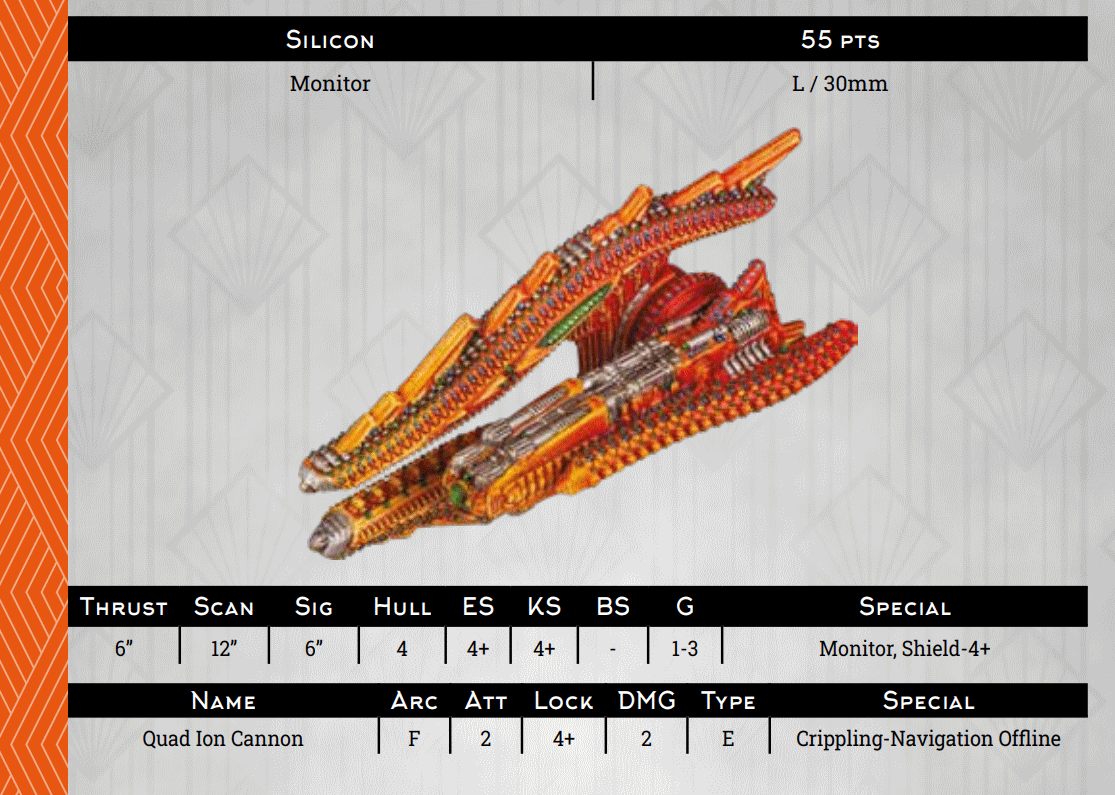 Silicon 55 pts
Monitor L / 30mm
Thrust Scan Sig Hull ES KS BS G Special
6” 12” 6” 4 4+ 4+ - 1-3 Monitor, Shield-4+
Name Arc Att Lock DMG Type Special
Quad Ion Cannon F 2 4+ 2 E Crippling-Navigation Offline